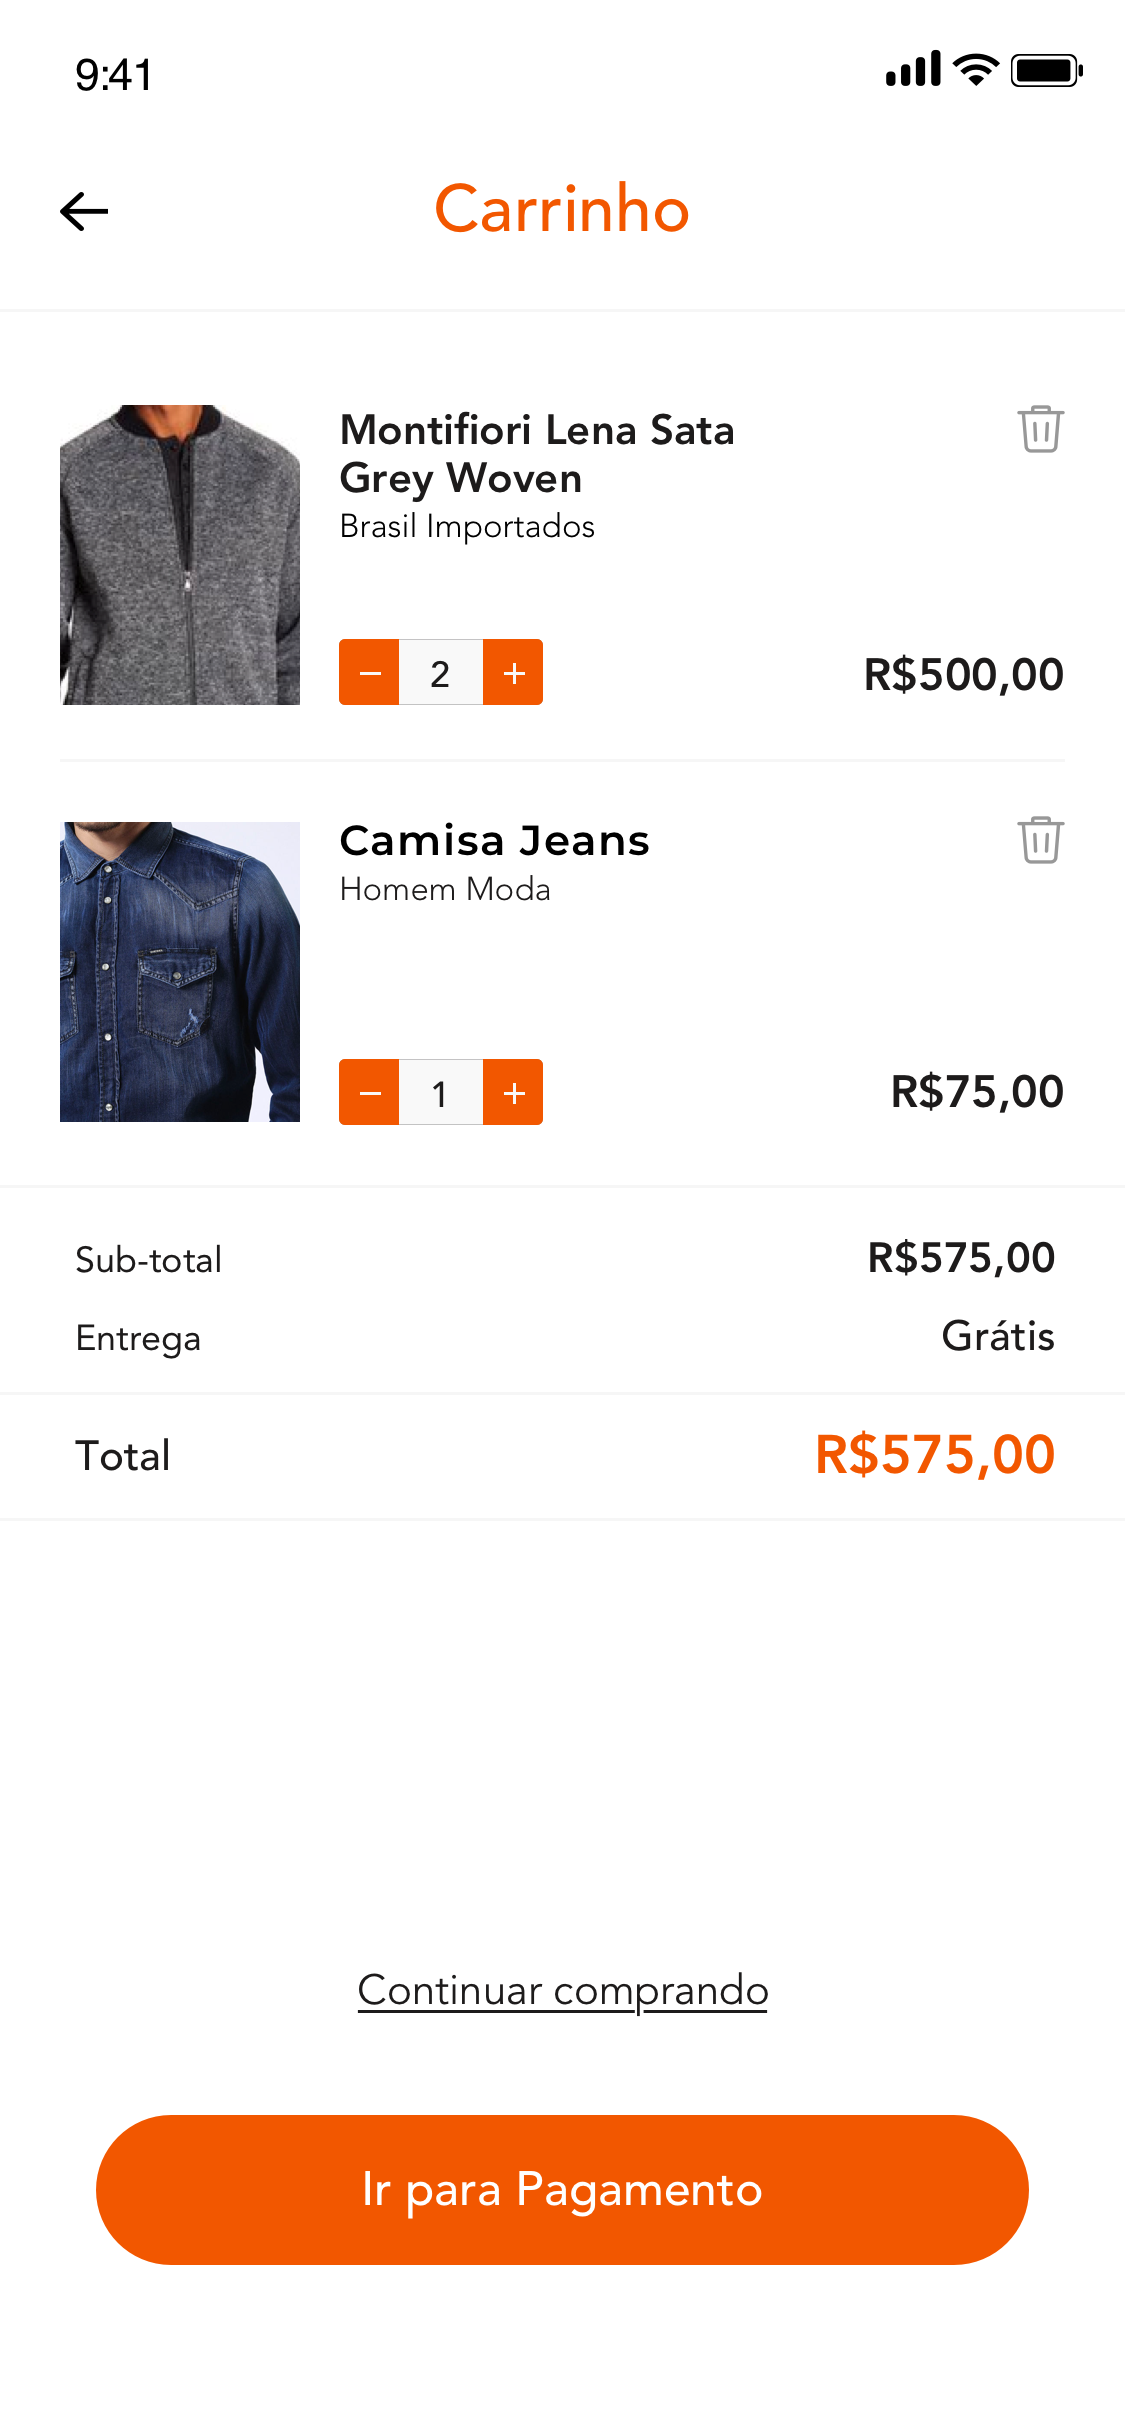 9:41
Carrinho
Montifiori Lena Sata
Grey Woven
Brasil Importados
− 2 +
R$500,00
Camisa Jeans
Homem Moda
− 1 +
R$75,00
Sub-total R$575,00
Entrega Grátis
Total R$575,00
Continuar comprando
Ir para Pagamento